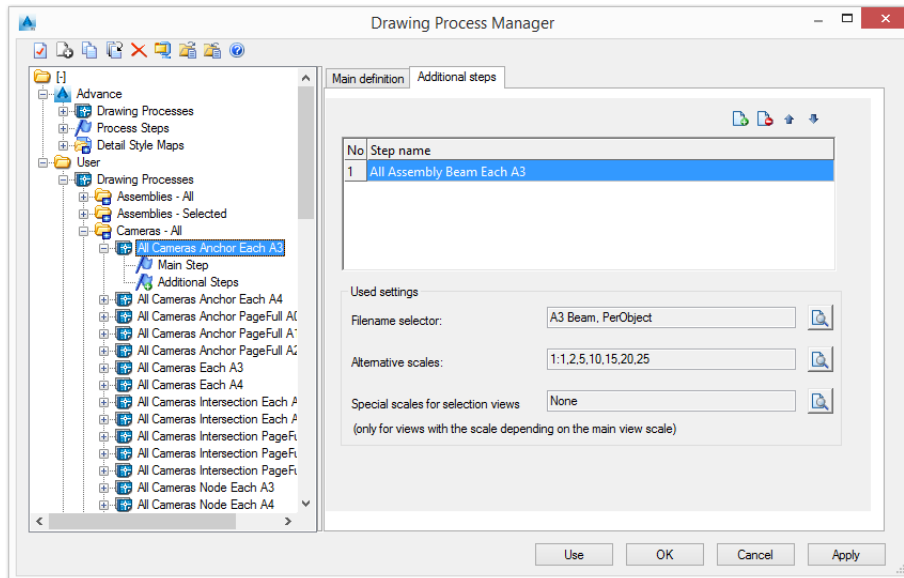 Drawing Process Manager
[-]
Advance
Drawing Processes
Process Steps
Detail Style Maps
User
Drawing Processes
Assemblies - All
Assemblies - Selected
Cameras - All
All Cameras Anchor Each A3
Main Step
Additional Steps
All Cameras Anchor Each A4
All Cameras Anchor PageFull A0
All Cameras Anchor PageFull A1
All Cameras Anchor PageFull A2
All Cameras Each A3
All Cameras Each A4
All Cameras Intersection Each A
All Cameras Intersection Each A
All Cameras Intersection PageFu
All Cameras Intersection PageFu
All Cameras Intersection PageFu
All Cameras Node Each A3
All Cameras Node Each A4
Main definition Additional steps
No Step name
1 All Assembly Beam Each A3
Used settings
Filename selector: A3 Beam, PerObject
Alternative scales: 1:1,2,5,10,15,20,25
Special scales for selection views None
(only for views with the scale depending on the main view scale)
Use OK Cancel Apply